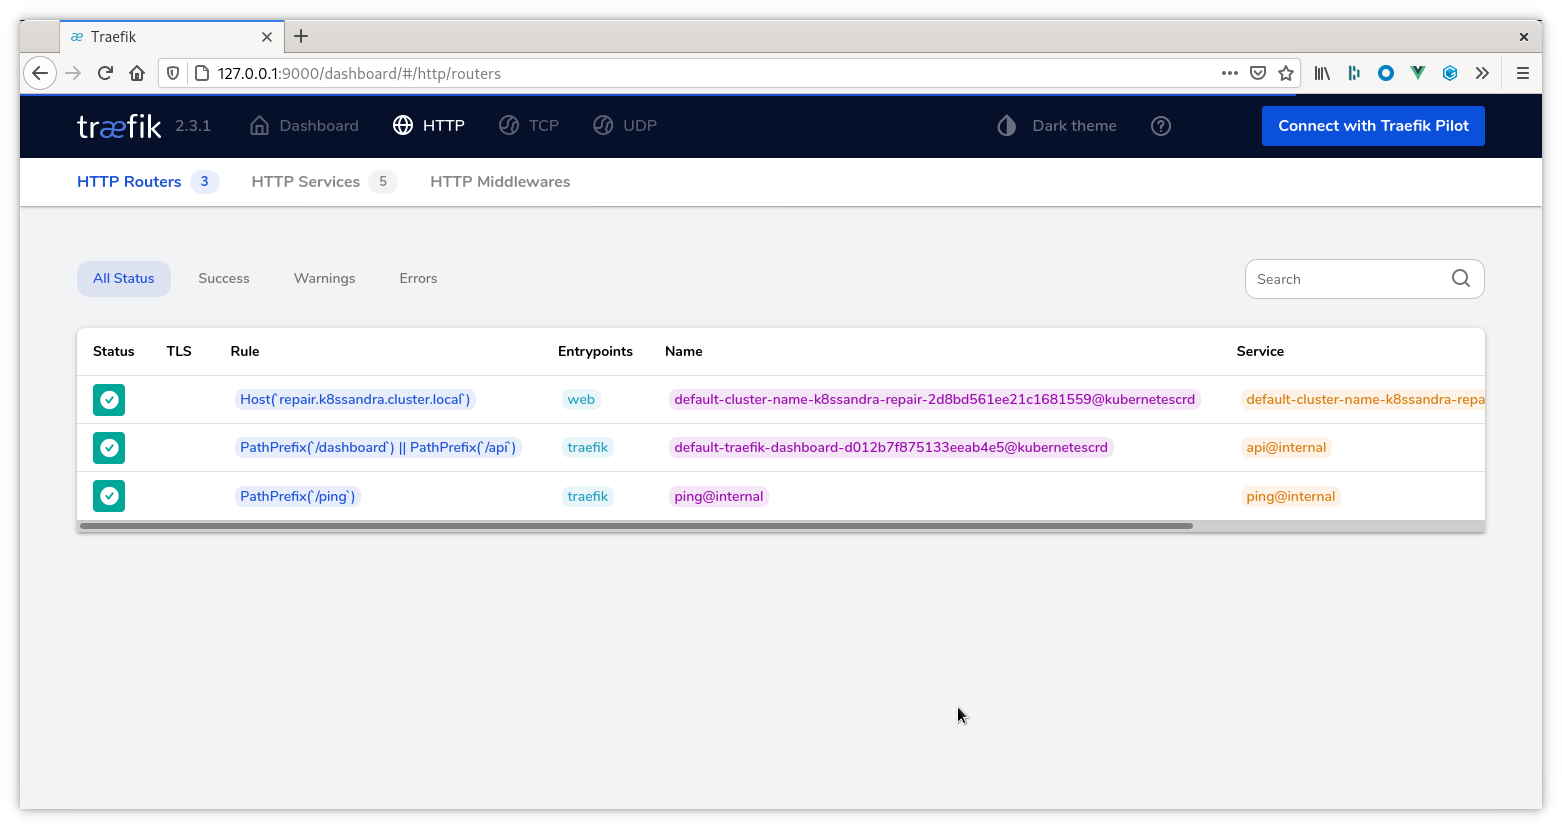 Traefik
127.0.0.1:9000/dashboard/#/http/routers
træfik 2.3.1 Dashboard HTTP TCP UDP Dark theme Connect with Traefik Pilot
HTTP Routers 3 HTTP Services 5 HTTP Middlewares
All Status Success Warnings Errors Search
Status TLS Rule Entrypoints Name Service
Host(`repair.k8ssandra.cluster.local`) web default-cluster-name-k8ssandra-repair-2d8bd561ee21c1681559@kubernetescrd default-cluster-name-k8ssandra-repa
PathPrefix(`/dashboard`) || PathPrefix(`/api`) traefik default-traefik-dashboard-d012b7f875133eeab4e5@kubernetescrd api@internal
PathPrefix(`/ping`) traefik ping@internal ping@internal